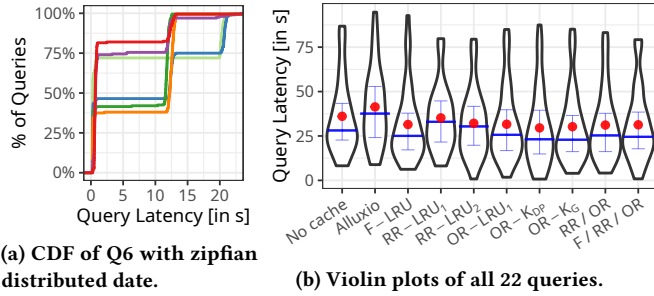 100%
75%
50%
25%
0%
% of Queries
0 5 10 15 20
Query Latency [in s]
(a) CDF of Q6 with zipfian
distributed date.
Query Latency [in s]
75
50
25
0
No cache
Alluxio
F−LRU
RR−LRU₁
RR−LRU₂
OR−LRU₁
OR−K_DP
OR−K_G
RR / OR
F / RR / OR
(b) Violin plots of all 22 queries.